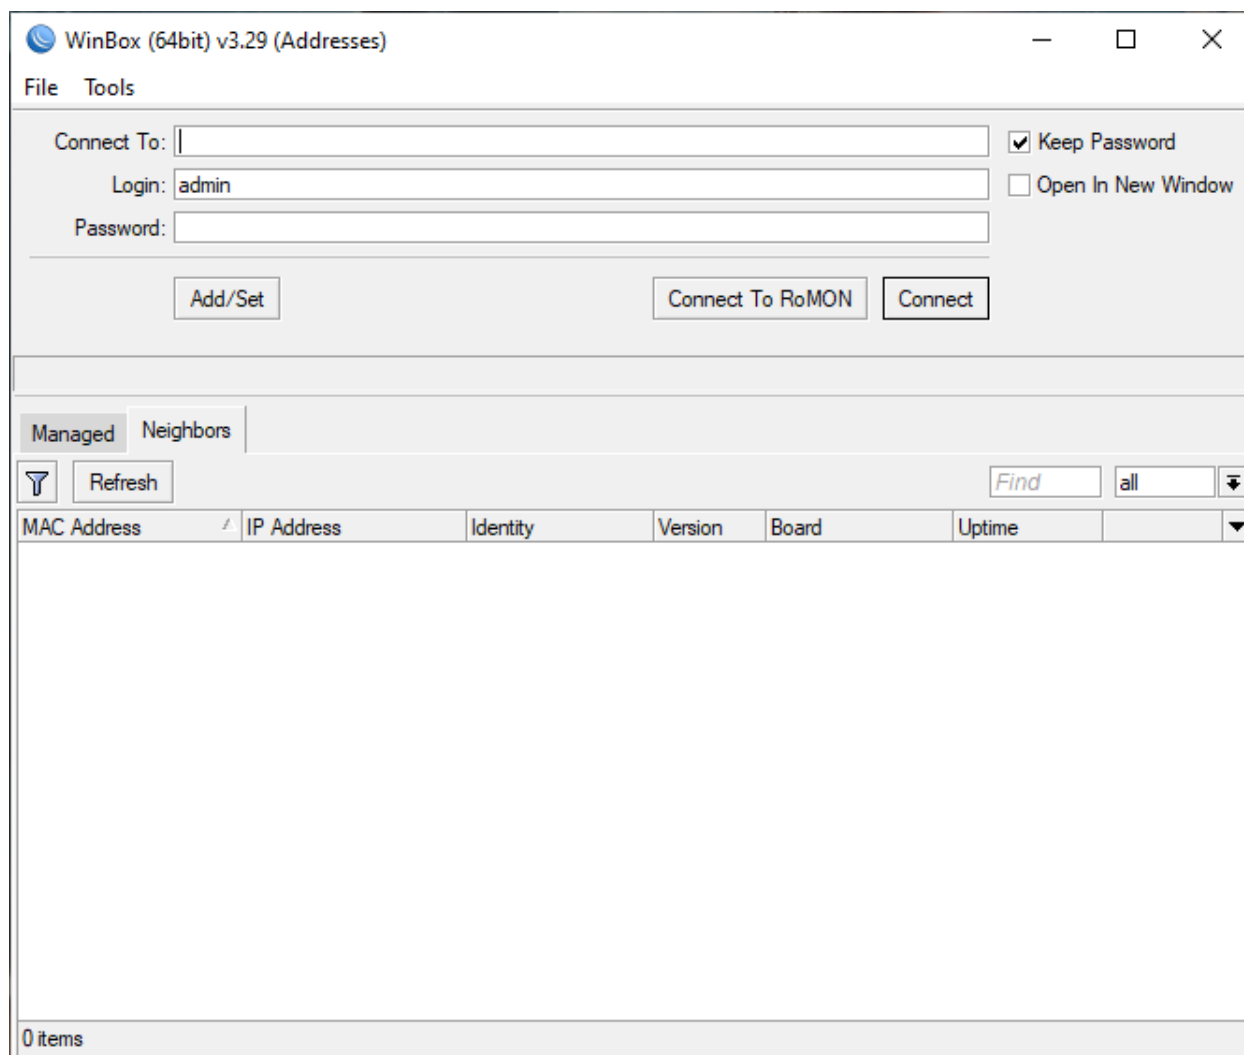 WinBox (64bit) v3.29 (Addresses)
File Tools
Connect To: Keep Password
Login: admin Open In New Window
Password:
Add/Set Connect To RoMON Connect
Managed Neighbors
Refresh Find all
MAC Address IP Address Identity Version Board Uptime
0 items